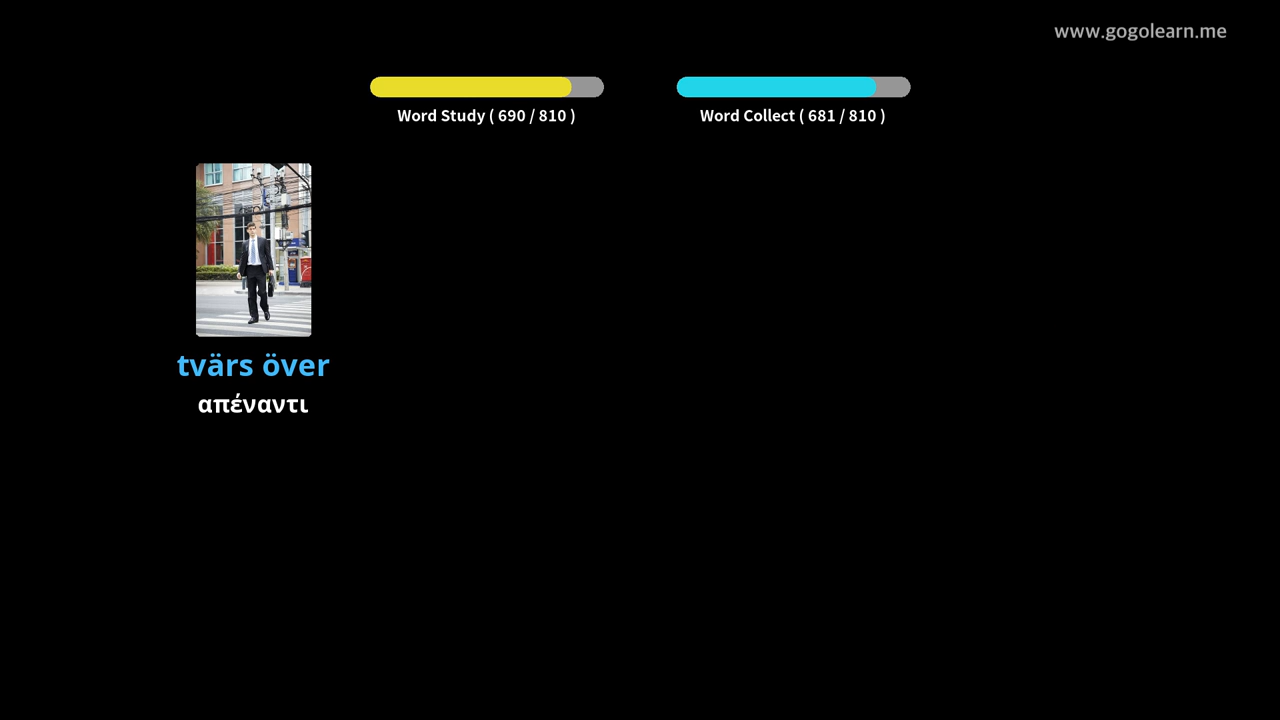 www.gogolearn.me
Word Study ( 690 / 810 )
Word Collect ( 681 / 810 )
tvärs över
απέναντι